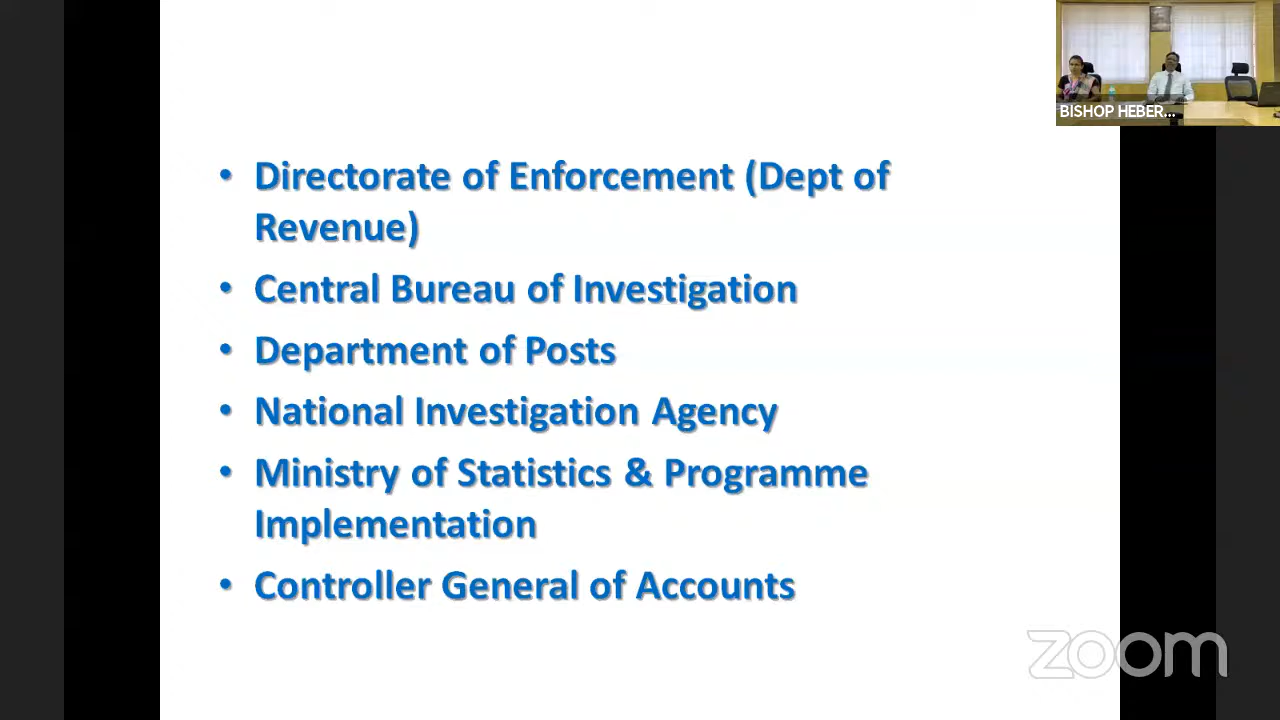 BISHOP HEBER...
• Directorate of Enforcement (Dept of
Revenue)
• Central Bureau of Investigation
• Department of Posts
• National Investigation Agency
• Ministry of Statistics & Programme
Implementation
• Controller General of Accounts
zoom